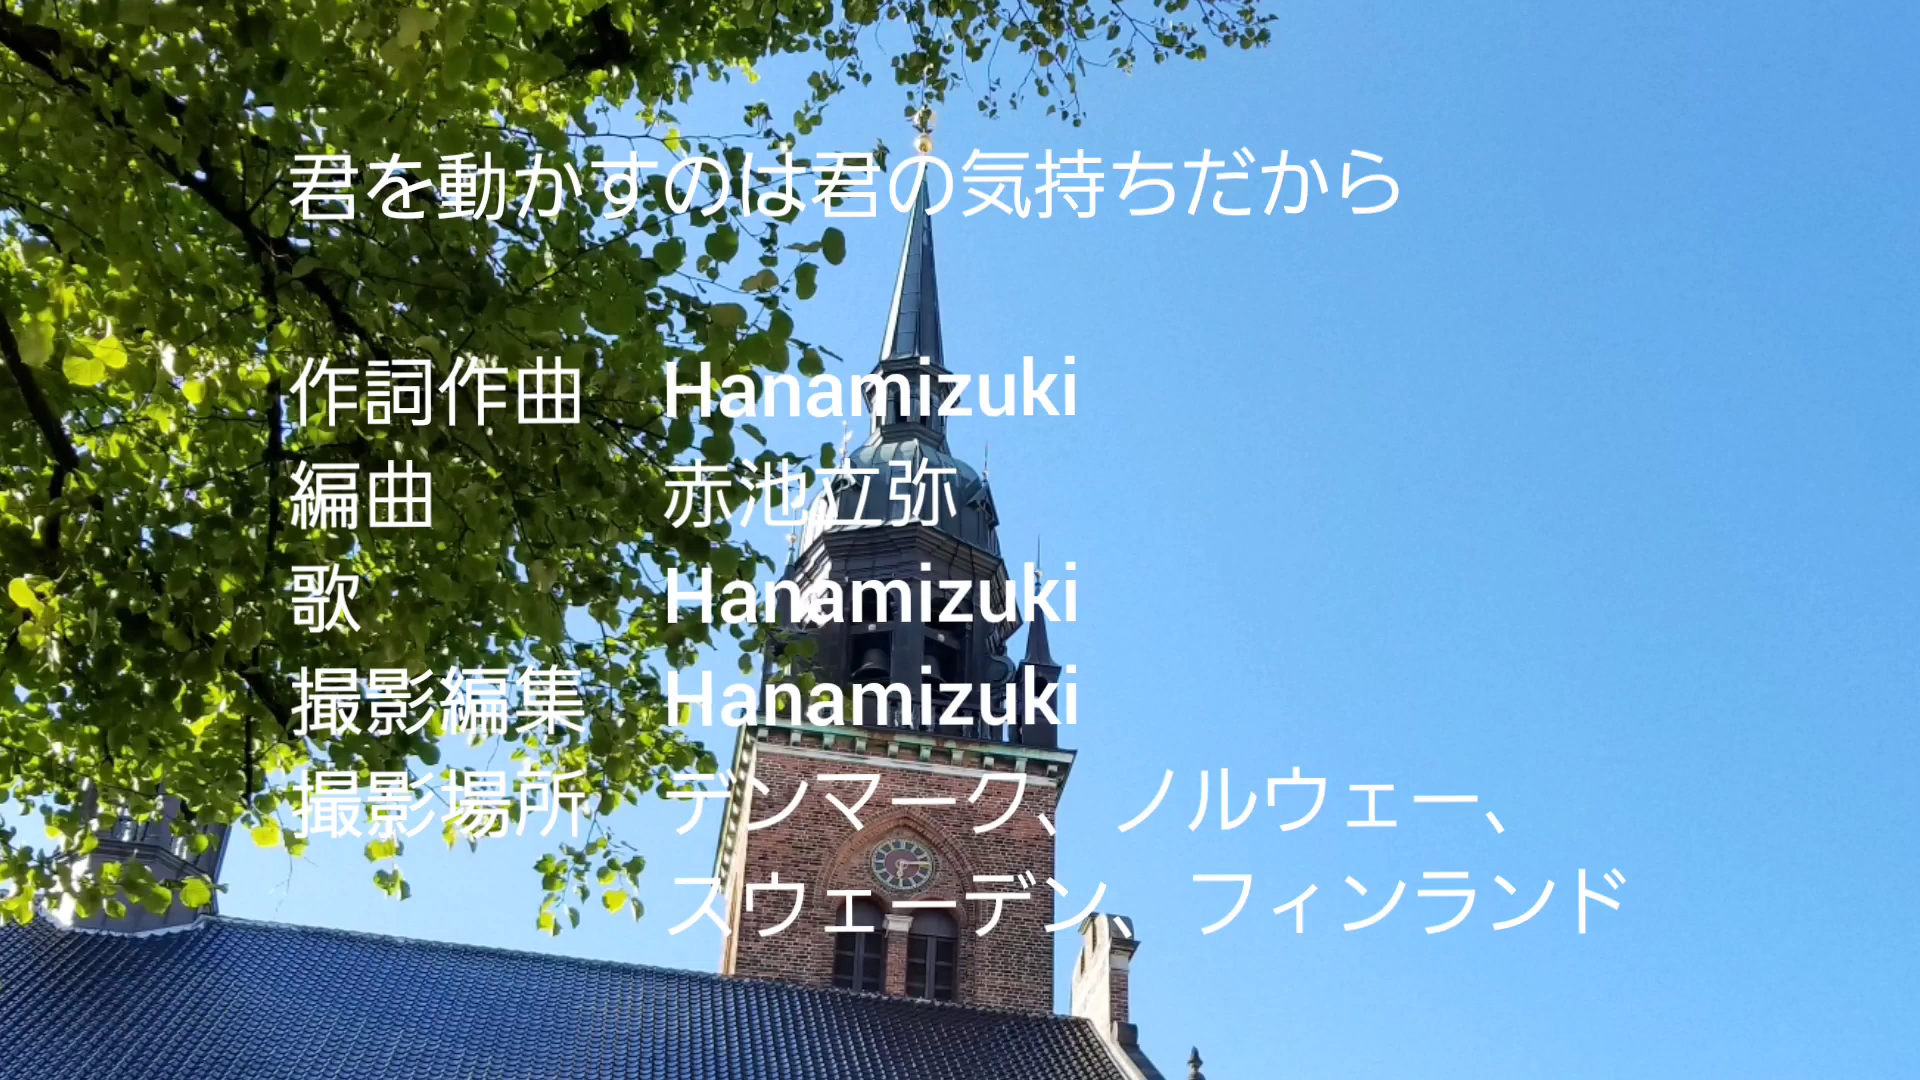 君を動かすのは君の気持ちだから
作詞作曲　Hanamizuki
編曲　　　赤池立弥
歌　　　　Hanamizuki
撮影編集　Hanamizuki
撮影場所　デンマーク、ノルウェー、
スウェーデン、フィンランド